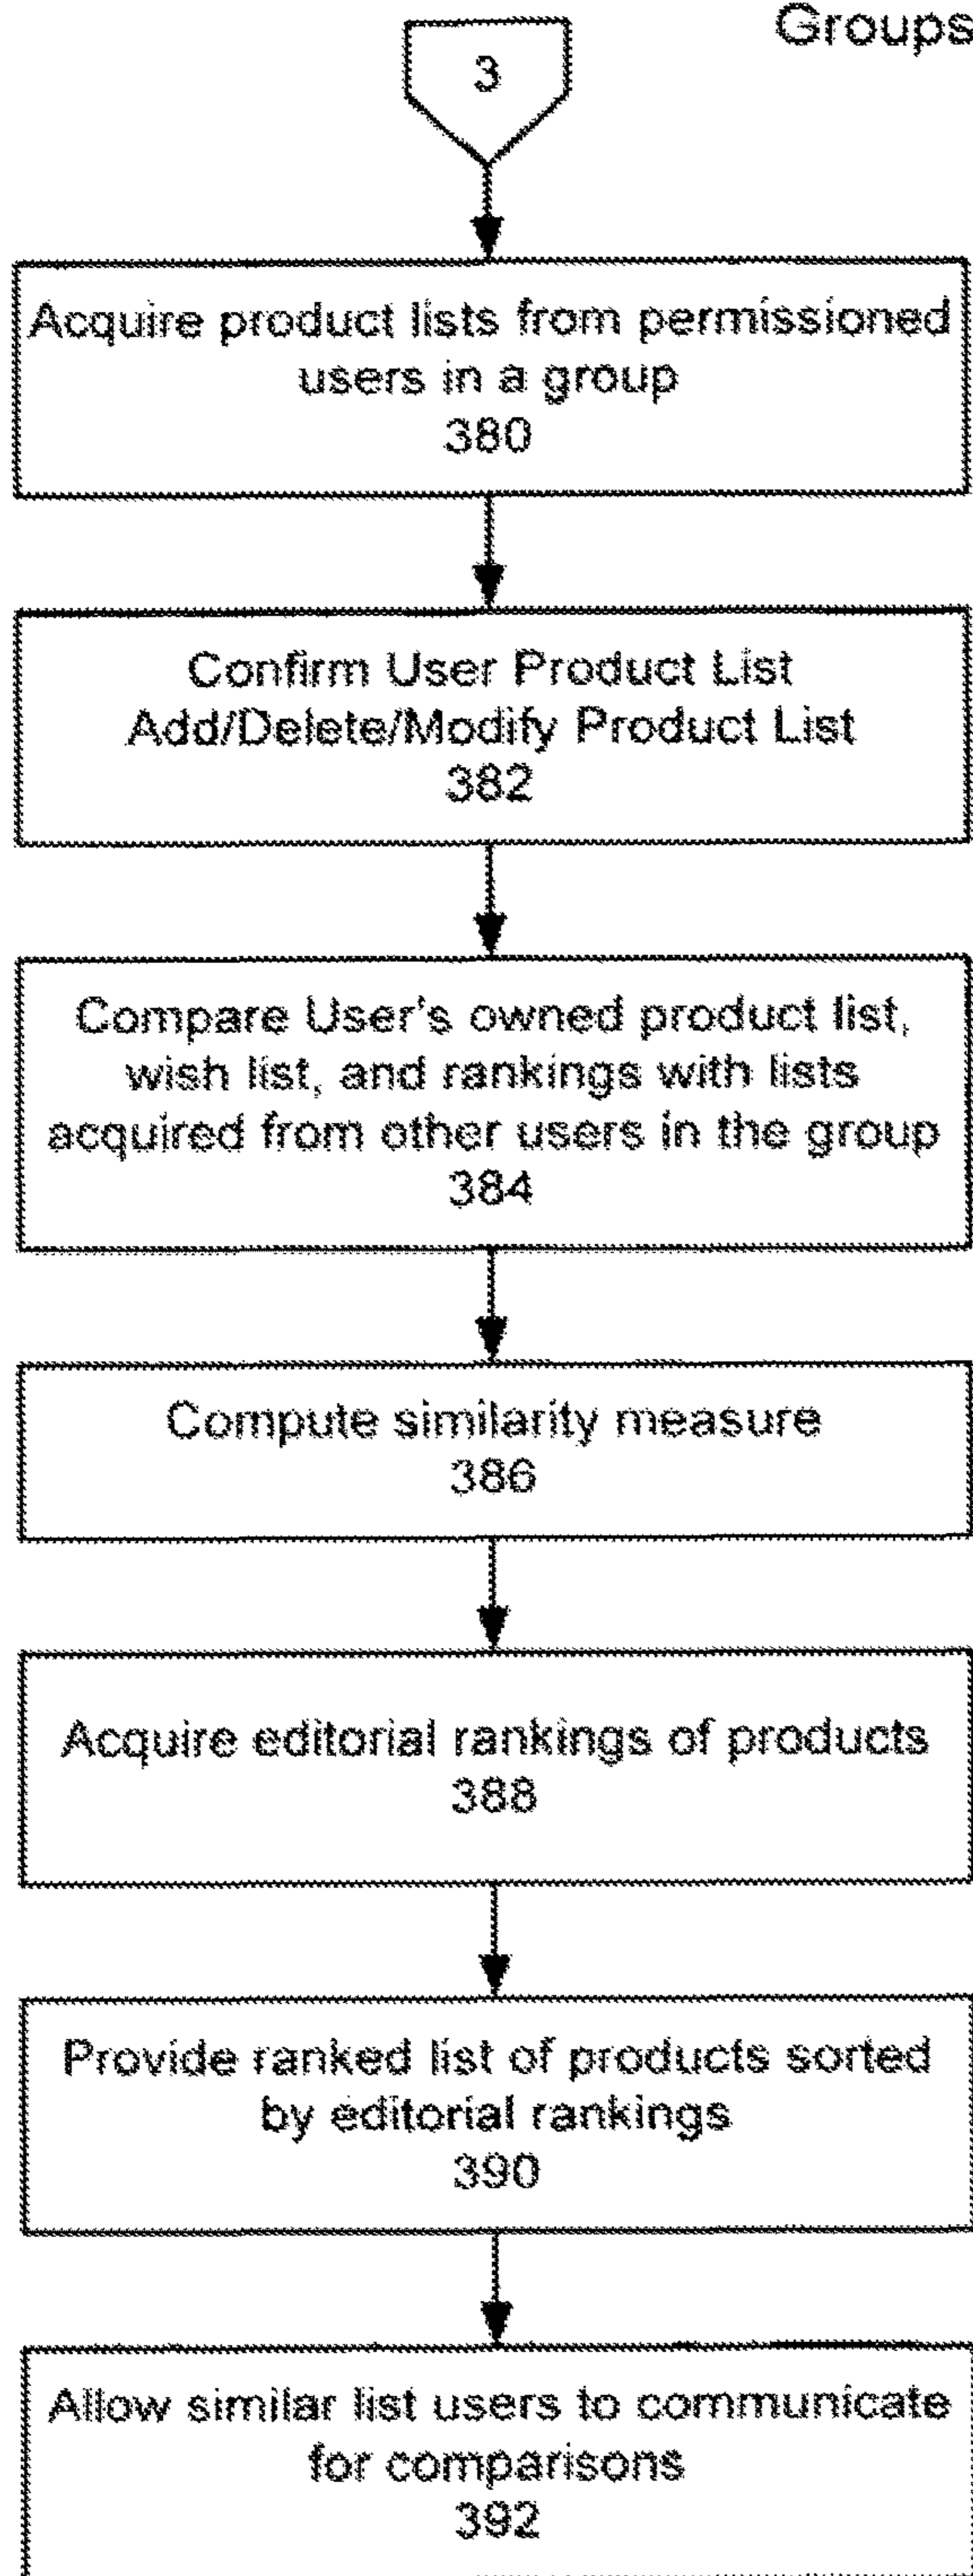 Groups
3
Acquire product lists from permissioned
users in a group
380
Confirm User Product List
Add/Delete/Modify Product List
382
Compare User's owned product list,
wish list, and rankings with lists
acquired from other users in the group
384
Compute similarity measure
386
Acquire editorial rankings of products
388
Provide ranked list of products sorted
by editorial rankings
390
Allow similar list users to communicate
for comparisons
392